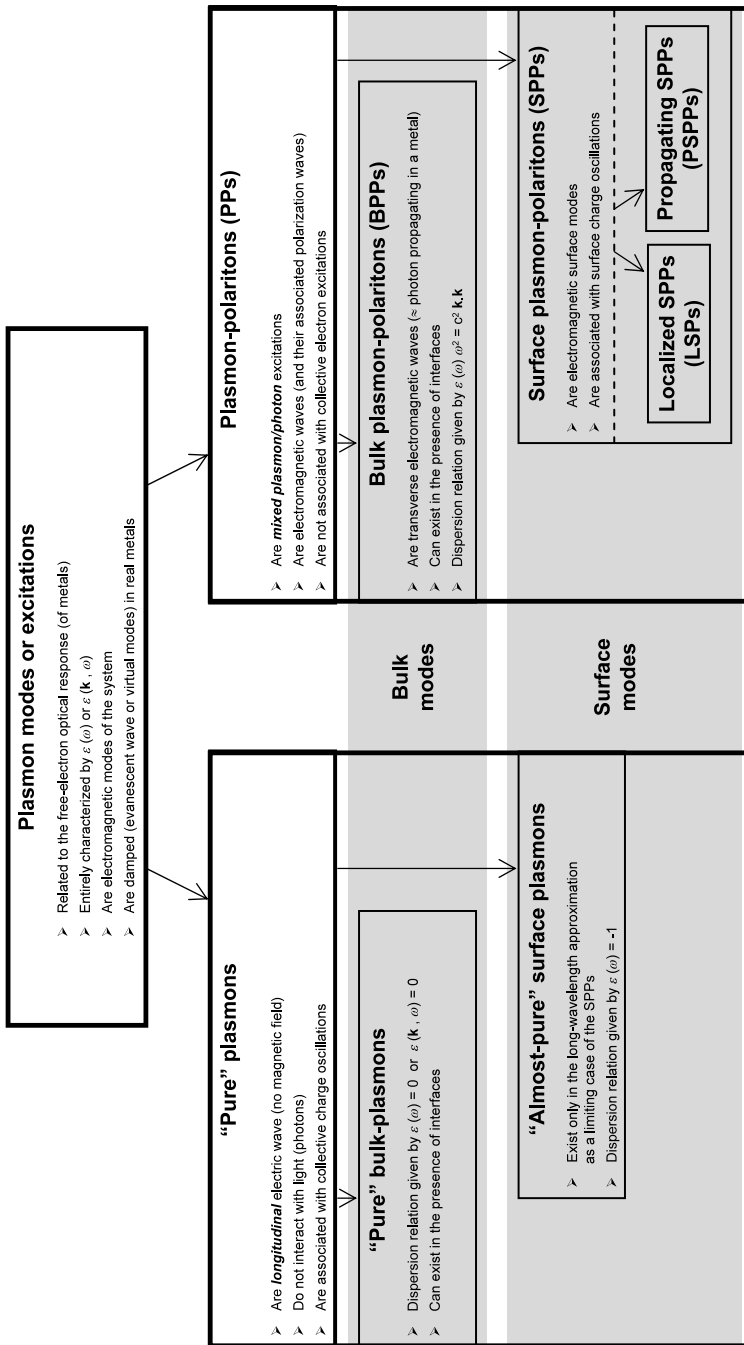 Plasmon modes or excitations
➢ Related to the free-electron optical response (of metals)
➢ Entirely characterized by ε (ω) or ε (k , ω)
➢ Are electromagnetic modes of the system
➢ Are damped (evanescent wave or virtual modes) in real metals
“Pure” plasmons
➢ Are longitudinal electric wave (no magnetic field)
➢ Do not interact with light (photons)
➢ Are associated with collective charge oscillations
Plasmon-polaritons (PPs)
➢ Are mixed plasmon/photon excitations
➢ Are electromagnetic waves (and their associated polarization waves)
➢ Are not associated with collective electron excitations
“Pure” bulk-plasmons
➢ Dispersion relation given by ε (ω) = 0 or ε (k , ω) = 0
➢ Can exist in the presence of interfaces
Bulk
modes
Bulk plasmon-polaritons (BPPs)
➢ Are transverse electromagnetic waves (≈ photon propagating in a metal)
➢ Can exist in the presence of interfaces
➢ Dispersion relation given by ε (ω) ω² = c² k.k
“Almost-pure” surface plasmons
➢ Exist only in the long-wavelength approximation
as a limiting case of the SPPs
➢ Dispersion relation given by ε (ω) = -1
Surface
modes
Surface plasmon-polaritons (SPPs)
➢ Are electromagnetic surface modes
➢ Are associated with surface charge oscillations
Localized SPPs
(LSPs)
Propagating SPPs
(PSPPs)